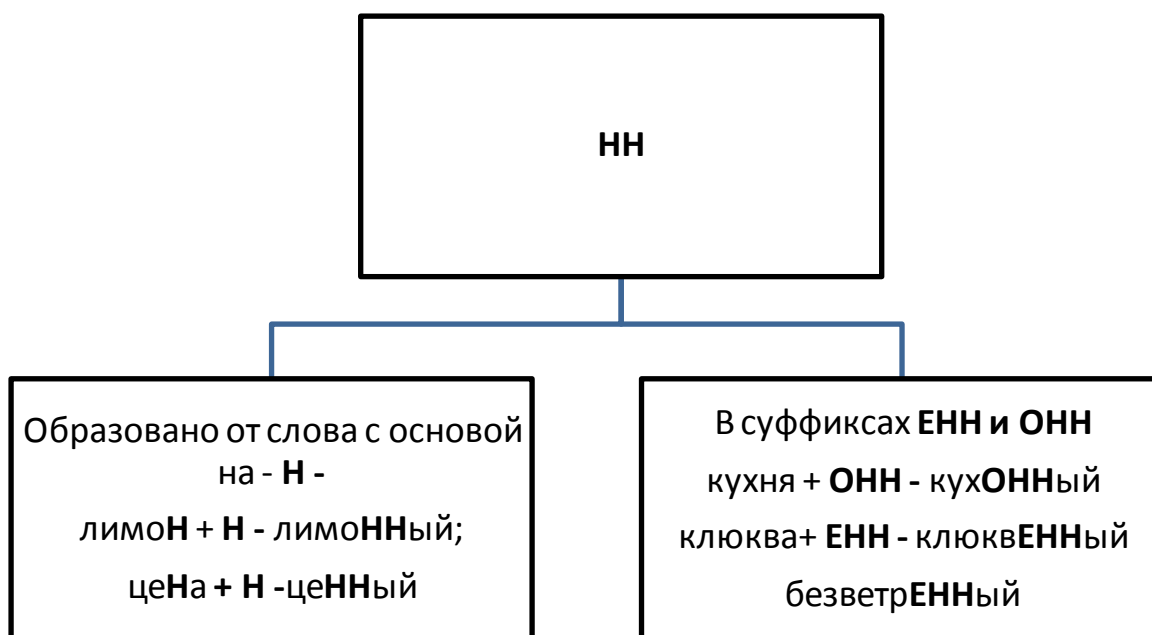 НН
Образовано от слова с основой
на - Н -
лимоН + Н - лимоННый;
цеНа + Н -цеННый
В суффиксах ЕНН и ОНН
кухня + ОНН - кухОННый
клюква+ ЕНН - клюквЕННый
безветрЕННый